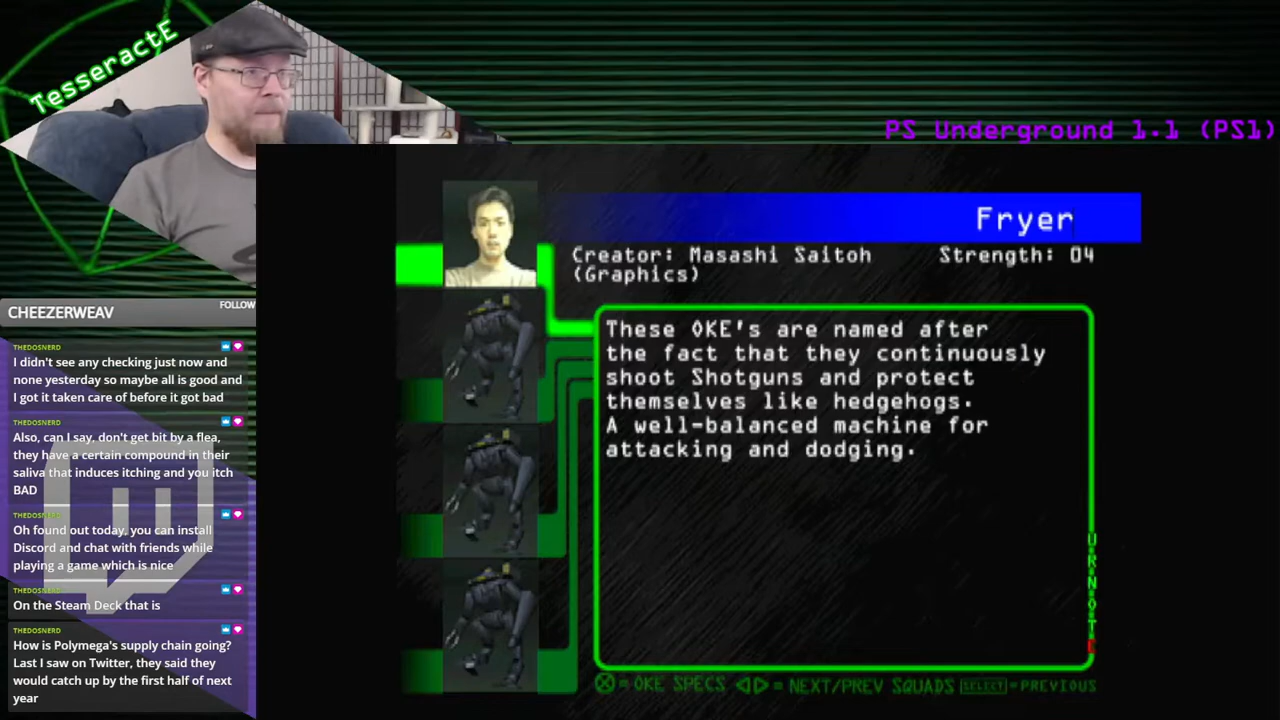 TesseractE
PS Underground 1.1 (PS1)
Fryer
Creator: Masashi Saitoh
(Graphics)
Strength: 04
These OKE's are named after
the fact that they continuously
shoot Shotguns and protect
themselves like hedgehogs.
A well-balanced machine for
attacking and dodging.
U·R·N·O·T·E
= OKE SPECS
= NEXT/PREV SQUADS
SELECT = PREVIOUS
CHEEZERWEAV
FOLLOW
THEDOSNERD
I didn't see any checking just now and
none yesterday so maybe all is good and
I got it taken care of before it got bad
THEDOSNERD
Also, can I say, don't get bit by a flea,
they have a certain compound in their
saliva that induces itching and you itch
BAD
THEDOSNERD
Oh found out today, you can install
Discord and chat with friends while
playing a game which is nice
THEDOSNERD
On the Steam Deck that is
THEDOSNERD
How is Polymega's supply chain going?
Last I saw on Twitter, they said they
would catch up by the first half of next
year